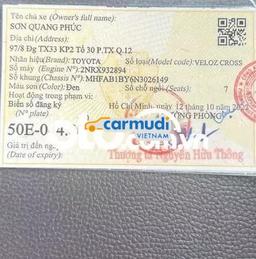 Tên chủ xe (Owner's full name):
SƠN QUANG PHÚC
Địa chỉ (Address):
97/8 Đg TX33 KP2 Tổ 30 P.TX Q.12
Nhãn hiệu (Brand): TOYOTA Số loại (Model code): VELOZ CROSS
Số máy (Engine Nº): 2NRX932894
Số khung (Chassis Nº): MHFAB1BY6N3026149
Màu sơn (Color): Đen Số chỗ ngồi (Seats): 7
Hoạt động trong phạm vi:
Biển số đăng ký Hồ Chí Minh, ngày 12 tháng 10 năm
(Nº plate)
50E-0 4.
carmudi
VIETNAM
Giá trị đến ng
(Date of expiry): Thượng tá Nguyễn Hữu Thông